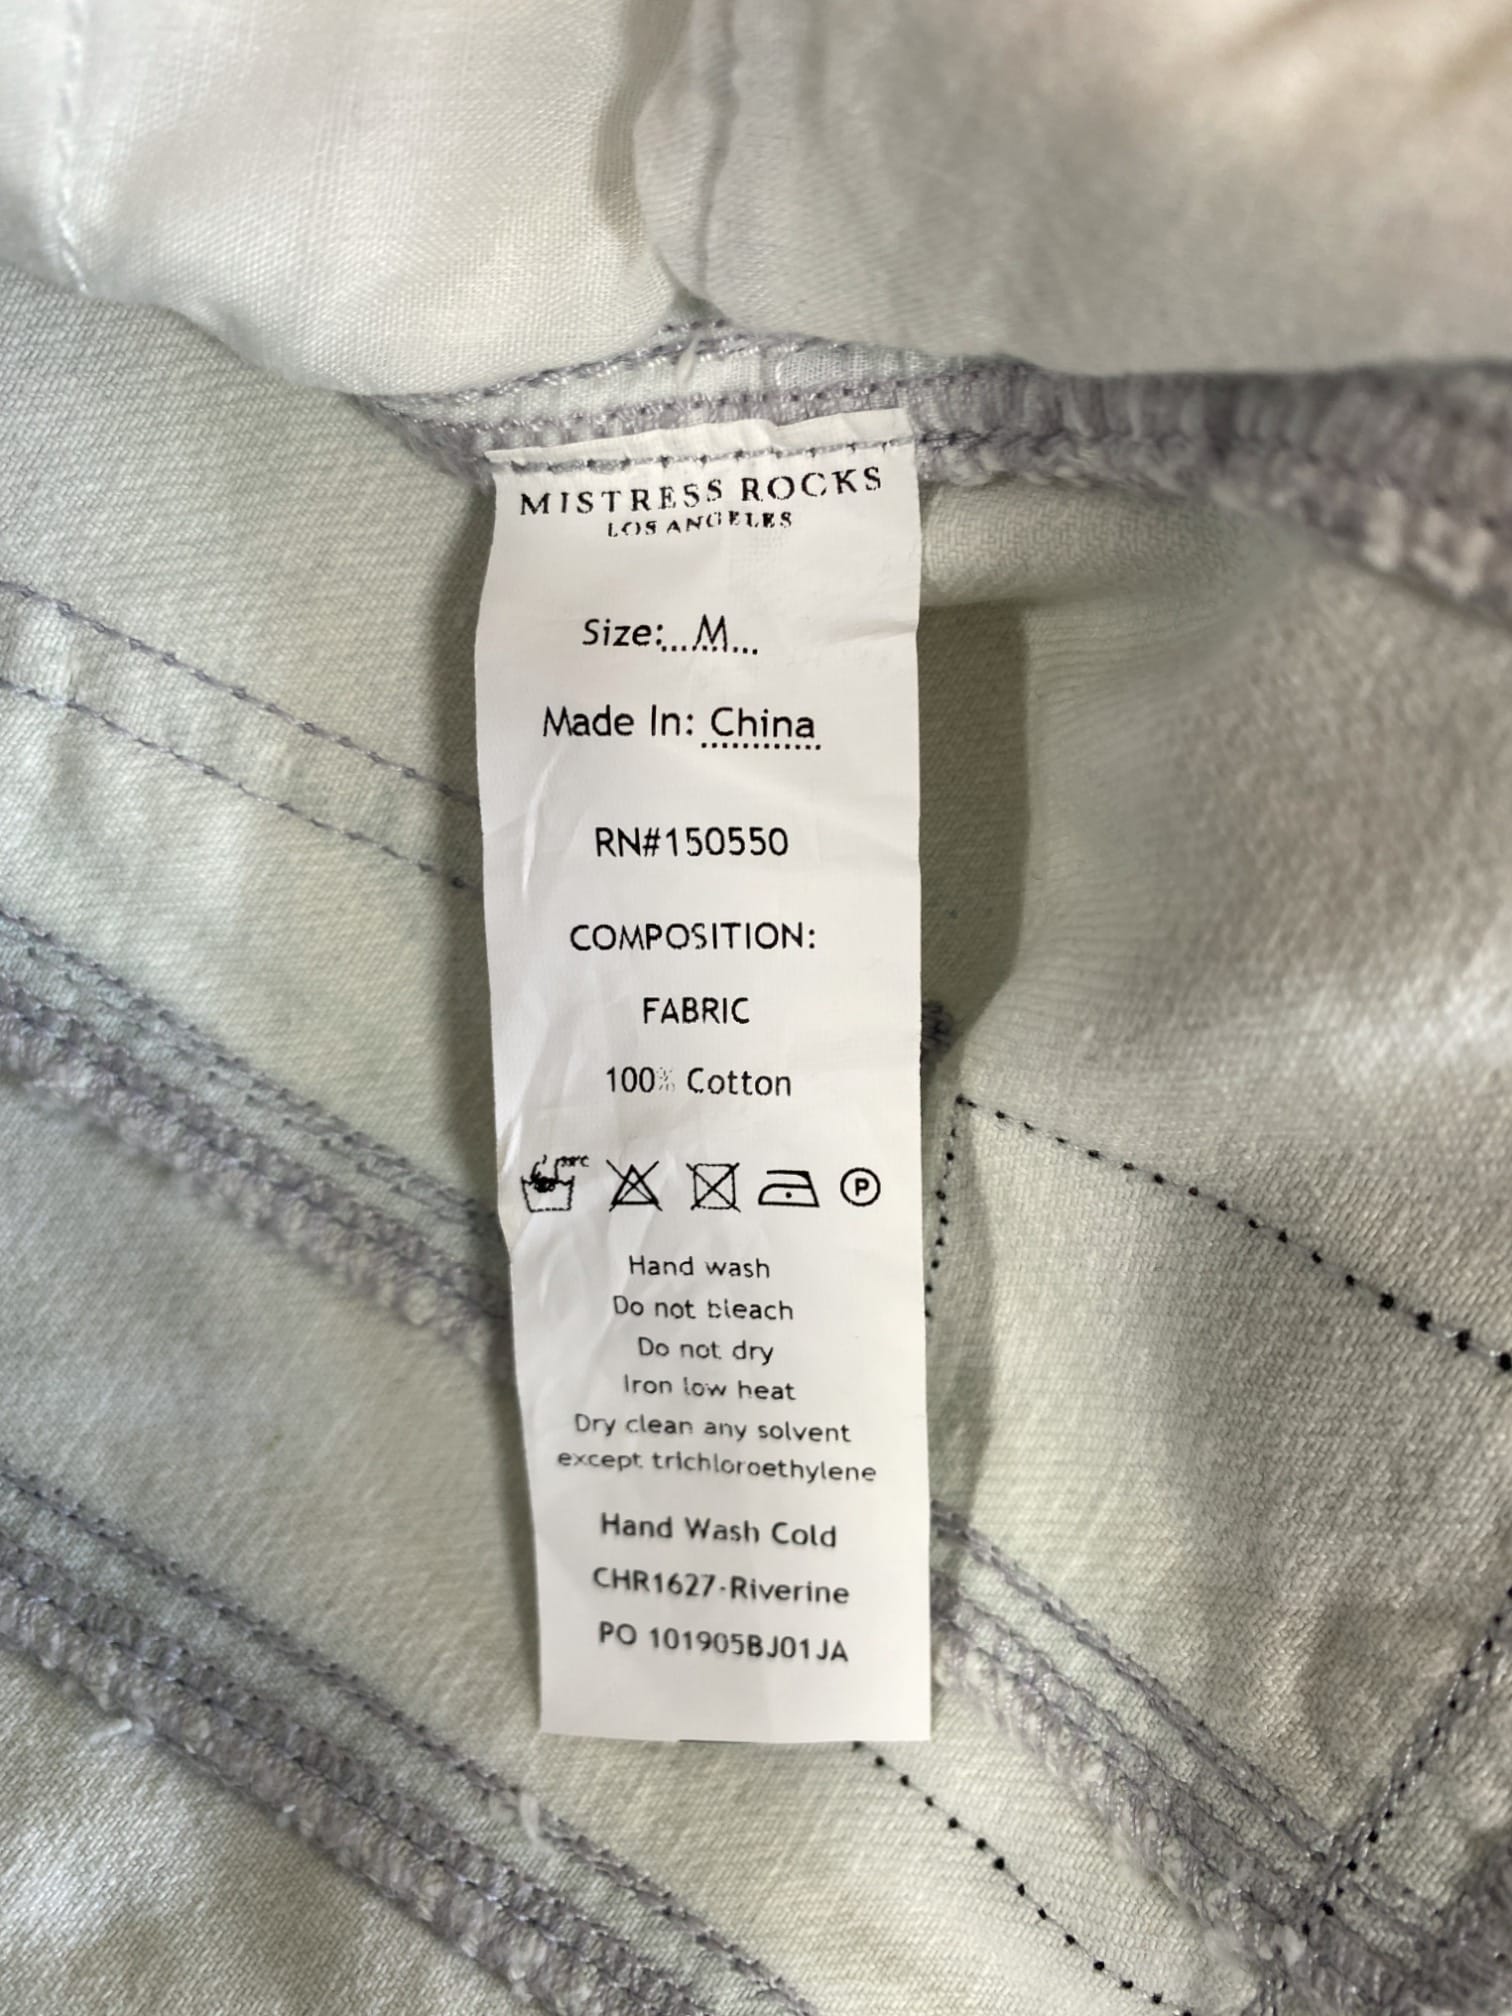 MISTRESS ROCKS
LOS ANGELES
Size:...M...
Made In: China
RN#150550
COMPOSITION:
FABRIC
100% Cotton
P
Hand wash
Do not bleach
Do not dry
Iron low heat
Dry clean any solvent
except trichloroethylene
Hand Wash Cold
CHR1627-Riverine
PO 101905BJ01JA